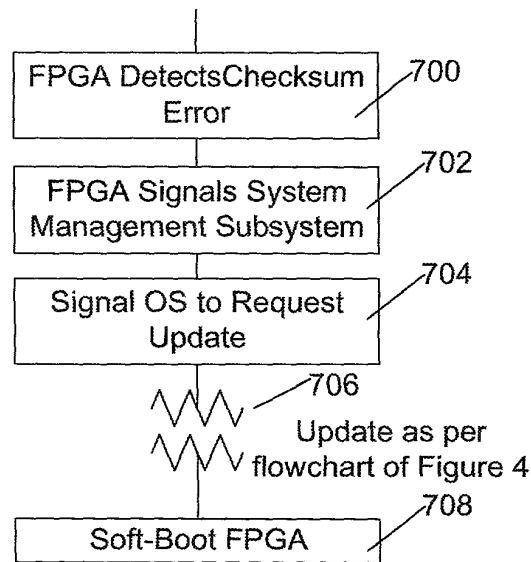 FPGA DetectsChecksum
Error
700
FPGA Signals System
Management Subsystem
702
Signal OS to Request
Update
704
706
Update as per
flowchart of Figure 4
708
Soft-Boot FPGA